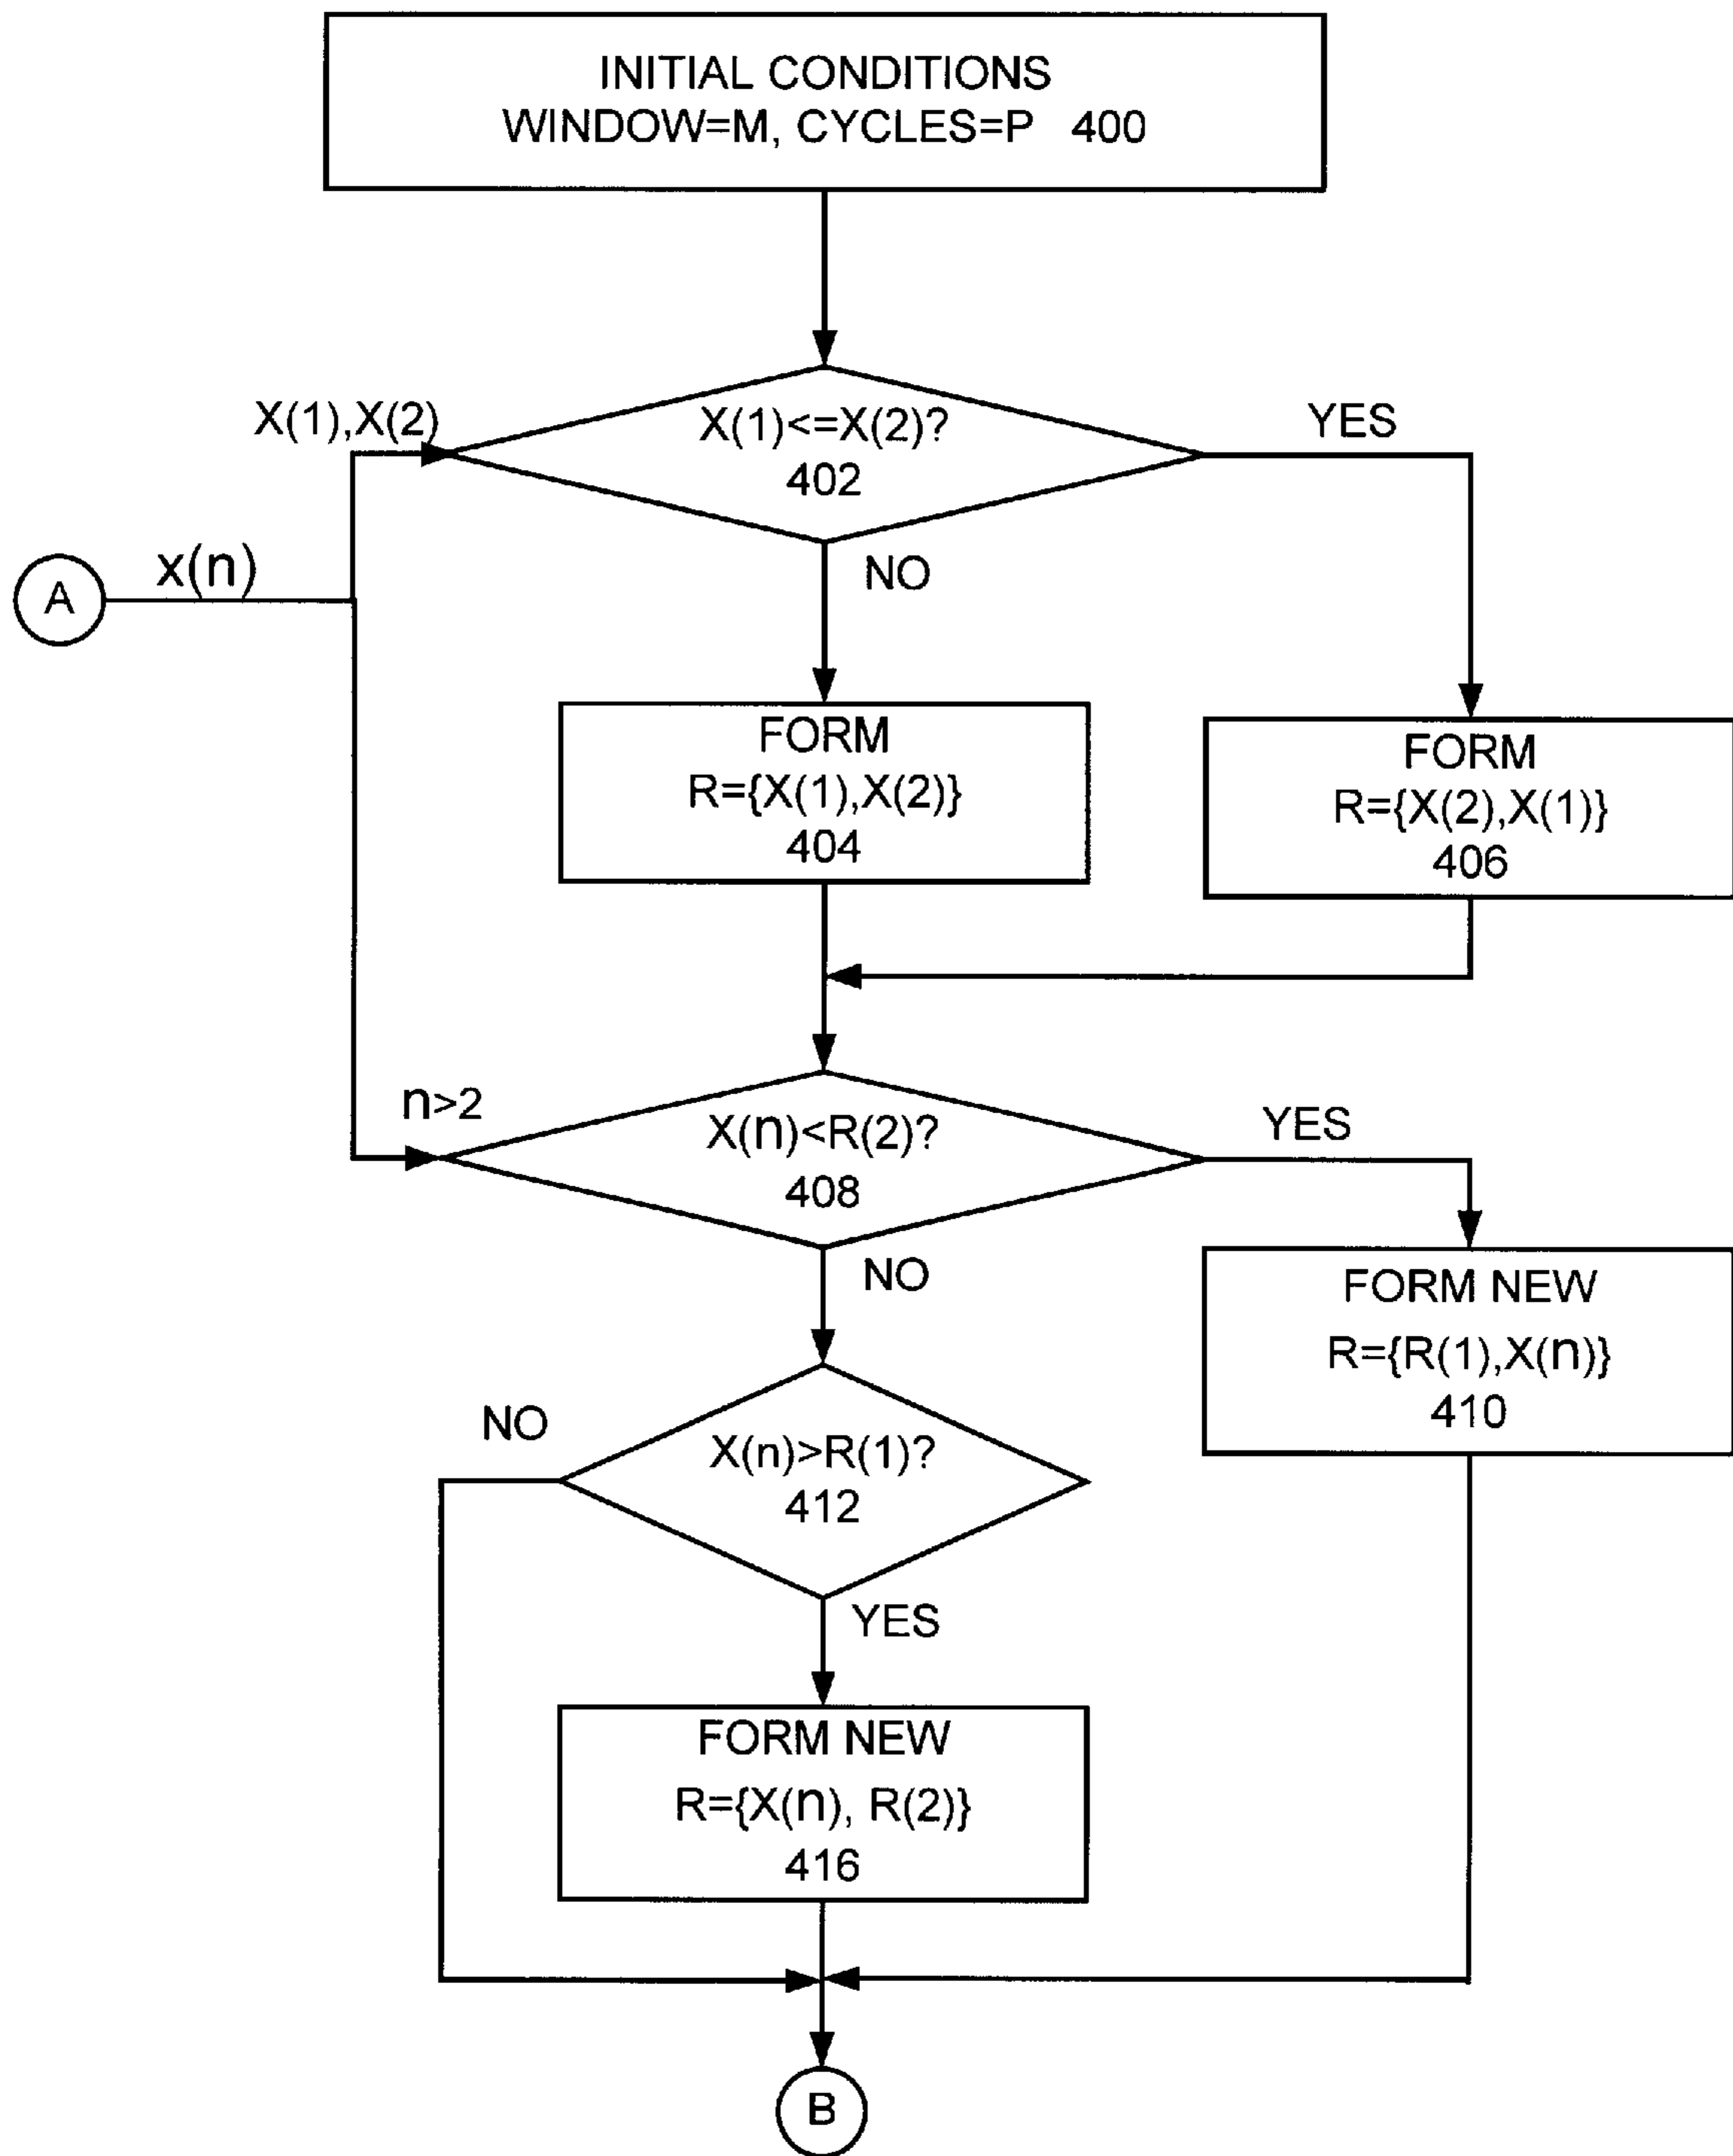 INITIAL CONDITIONS
WINDOW=M, CYCLES=P 400
X(1),X(2)
X(1)<=X(2)?
402
YES
NO
A
x(n)
FORM
R={X(1),X(2)}
404
FORM
R={X(2),X(1)}
406
n>2
X(n)<R(2)?
408
YES
NO
FORM NEW
R={R(1),X(n)}
410
NO
X(n)>R(1)?
412
YES
FORM NEW
R={X(n), R(2)}
416
B